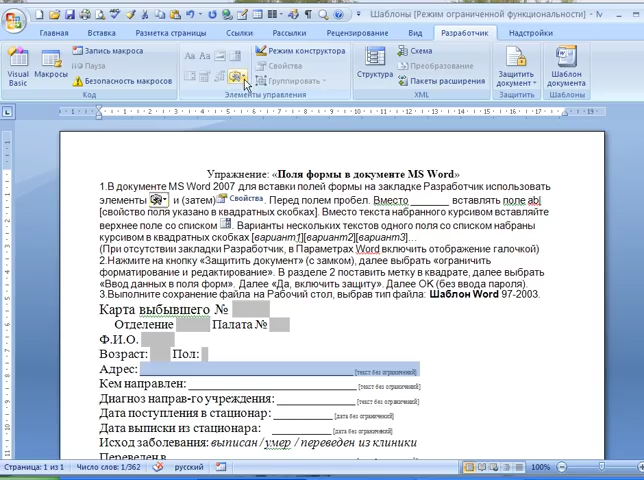 Шаблоны [Режим ограниченной функциональности] -
Главная Вставка Разметка страницы Ссылки Рассылки Рецензирование Вид Разработчик Надстройки
Visual Basic
Макросы
Запись макроса
Пауза
Безопасность макросов
Код
Aa Aa
Режим конструктора
Свойства
Группировать
Элементы управления
Структура
Схема
Преобразование
Пакеты расширения
XML
Защитить документ
Защитить
Шаблон документа
Шаблоны
Упражнение: «Поля формы в документе MS Word»
1.В документе MS Word 2007 для вставки полей формы на закладке Разработчик использовать
элементы и (затем) Свойства . Перед полем пробел. Вместо _______ вставлять поле ab|
[свойство поля указано в квадратных скобках]. Вместо текста набранного курсивом вставляйте
верхнее поле со списком . Варианты нескольких текстов одного поля со списком набраны
курсивом в квадратных скобках [вариант1][вариант2][вариант3]...
(При отсутствии закладки Разработчик, в Параметрах Word включить отображение галочкой)
2.Нажмите на кнопку «Защитить документ» (с замком), далее выбрать «ограничить
форматирование и редактирование». В разделе 2 поставить метку в квадрате, далее выбрать
«Ввод данных в поля форм». Далее «Да, включить защиту». Далее ОК (без ввода пароля).
3.Выполните сохранение файла на Рабочий стол, выбрав тип файла: Шаблон Word 97-2003.
Карта выбывшего №
Отделение Палата №
Ф.И.О.
Возраст: Пол:
Адрес: [текст без ограничений]
Кем направлен: [текст без ограничений]
Диагноз направ-го учреждения: [текст без ограничений]
Дата поступления в стационар: [дата без ограничений]
Дата выписки из стационара: [дата без ограничений]
Исход заболевания: выписан / умер / переведен из клиники
Переведен в
Страница: 1 из 1 Число слов: 1/362 русский 100%